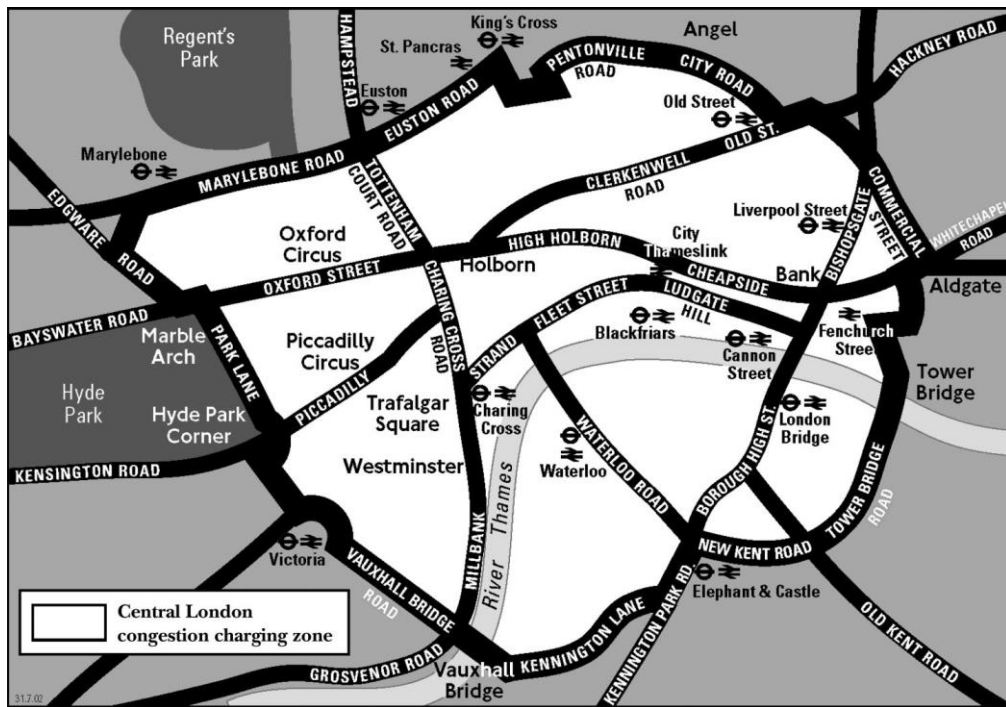 King's Cross
Regent's
Park
HAMPSTEAD
St. Pancras
Angel
PENTONVILLE
ROAD
CITY ROAD
HACKNEY ROAD
Euston
EUSTON ROAD
Old Street
OLD ST.
Marylebone
MARYLEBONE ROAD
CLERKENWELL
ROAD
TOTTENHAM
COURT ROAD
EDGWARE
ROAD
COMMERCIAL
STREET
WHITECHAPEL
ROAD
Liverpool Street
BISHOPSGATE
Oxford
Circus
OXFORD STREET
HIGH HOLBORN
Holborn
City
Thameslink
CHEAPSIDE
Bank
Aldgate
BAYSWATER ROAD
Marble
Arch
PARK LANE
Piccadilly
Circus
PICCADILLY
CHARING CROSS
ROAD
STRAND
FLEET STREET
LUDGATE
HILL
Blackfriars
Cannon
Street
Fenchurch
Street
Tower
Bridge
Hyde
Park
Hyde Park
Corner
Trafalgar
Square
Charing
Cross
London
Bridge
KENSINGTON ROAD
Westminster
Waterloo
WATERLOO ROAD
BOROUGH HIGH ST.
TOWER BRIDGE
ROAD
MILLBANK
River Thames
Victoria
VAUXHALL BRIDGE
ROAD
NEW KENT ROAD
Elephant & Castle
OLD KENT ROAD
KENNINGTON PARK RD.
KENNINGTON LANE
Central London
congestion charging zone
GROSVENOR ROAD
Vauxhall
Bridge
31.7.02